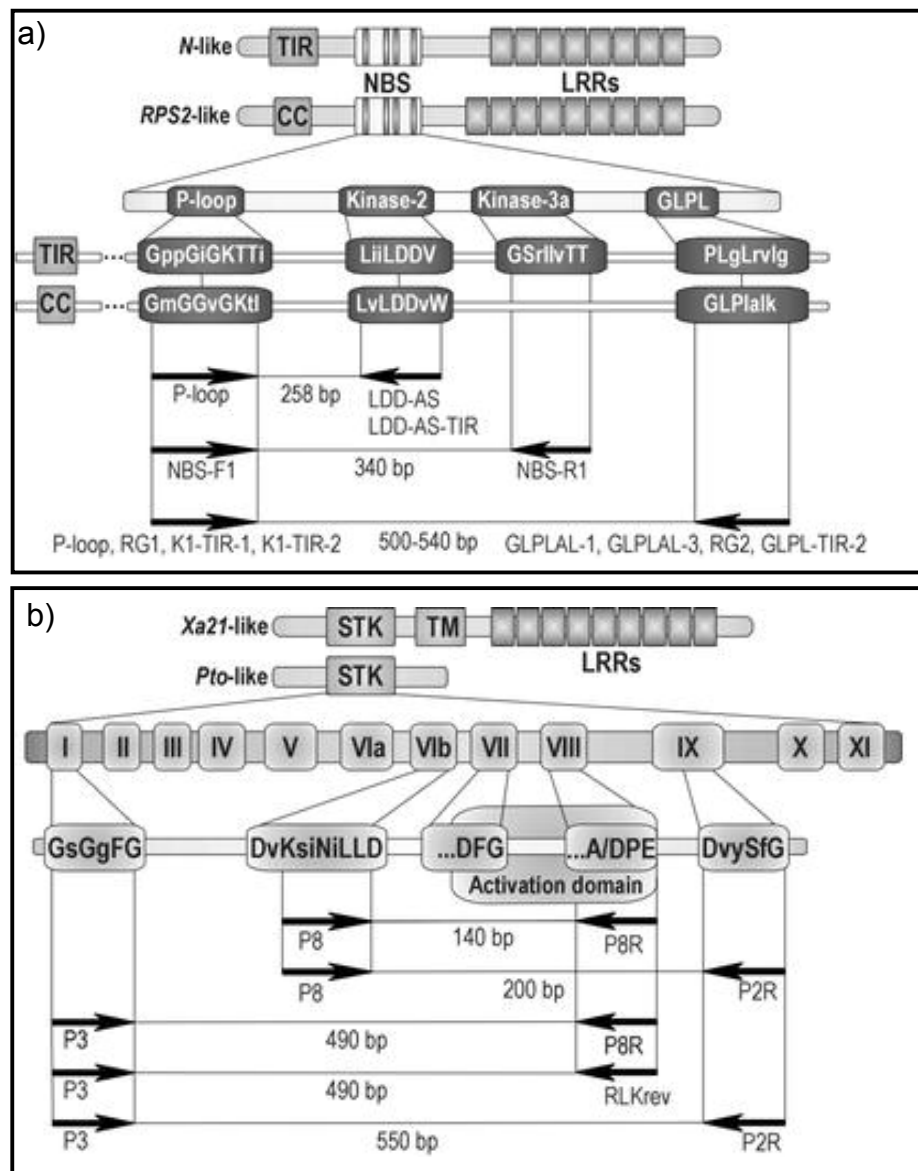 a)
N-like TIR
NBS LRRs
RPS2-like CC
P-loop Kinase-2 Kinase-3a GLPL
TIR GppGiGKTTi LiiLDDV GSrIIvTT PLgLrvIg
CC GmGGvGKtI LvLDDvW GLPIaIk
P-loop 258 bp LDD-AS
LDD-AS-TIR
NBS-F1 340 bp NBS-R1
P-loop, RG1, K1-TIR-1, K1-TIR-2 500-540 bp GLPLAL-1, GLPLAL-3, RG2, GLPL-TIR-2
b)
Xa21-like STK TM
LRRs
Pto-like STK
I II III IV V VIa VIb VII VIII IX X XI
GsGgFG DvKsiNiLLD ...DFG ...A/DPE DvySfG
Activation domain
P8 140 bp P8R
P8 200 bp P2R
P3 490 bp P8R
P3 490 bp RLKrev
P3 550 bp P2R